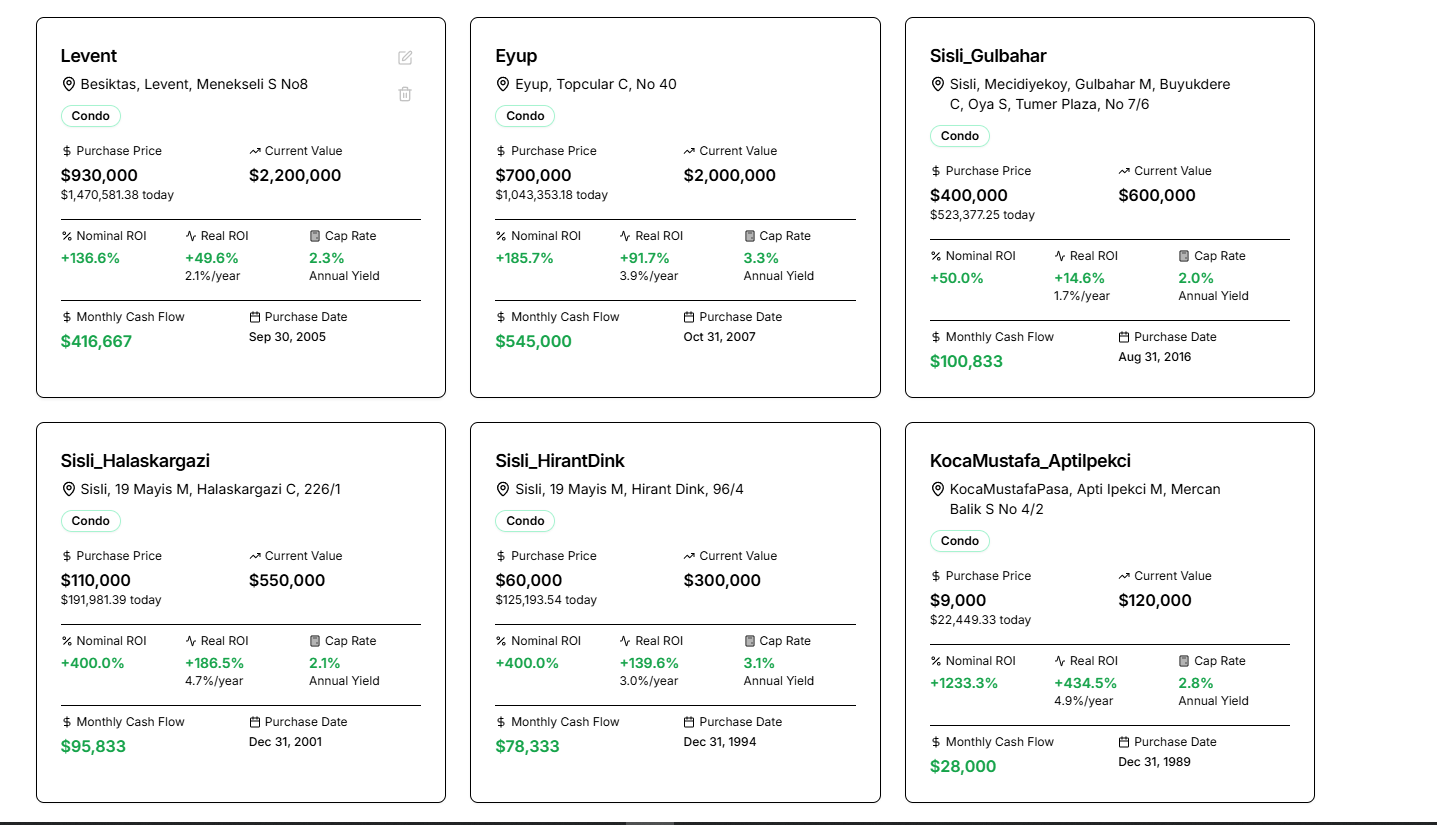 Levent
Besiktas, Levent, Menekseli S No8
Condo
Purchase Price
Current Value
$930,000
$2,200,000
$1,470,581.38 today
Nominal ROI
Real ROI
Cap Rate
+136.6%
+49.6%
2.3%
2.1%/year
Annual Yield
Monthly Cash Flow
Purchase Date
$416,667
Sep 30, 2005
Eyup
Eyup, Topcular C, No 40
Condo
Purchase Price
Current Value
$700,000
$2,000,000
$1,043,353.18 today
Nominal ROI
Real ROI
Cap Rate
+185.7%
+91.7%
3.3%
3.9%/year
Annual Yield
Monthly Cash Flow
Purchase Date
$545,000
Oct 31, 2007
Sisli_Gulbahar
Sisli, Mecidiyekoy, Gulbahar M, Buyukdere
C, Oya S, Tumer Plaza, No 7/6
Condo
Purchase Price
Current Value
$400,000
$600,000
$523,377.25 today
Nominal ROI
Real ROI
Cap Rate
+50.0%
+14.6%
2.0%
1.7%/year
Annual Yield
Monthly Cash Flow
Purchase Date
$100,833
Aug 31, 2016
Sisli_Halaskargazi
Sisli, 19 Mayis M, Halaskargazi C, 226/1
Condo
Purchase Price
Current Value
$110,000
$550,000
$191,981.39 today
Nominal ROI
Real ROI
Cap Rate
+400.0%
+186.5%
2.1%
4.7%/year
Annual Yield
Monthly Cash Flow
Purchase Date
$95,833
Dec 31, 2001
Sisli_HirantDink
Sisli, 19 Mayis M, Hirant Dink, 96/4
Condo
Purchase Price
Current Value
$60,000
$300,000
$125,193.54 today
Nominal ROI
Real ROI
Cap Rate
+400.0%
+139.6%
3.1%
3.0%/year
Annual Yield
Monthly Cash Flow
Purchase Date
$78,333
Dec 31, 1994
KocaMustafa_AptiIpekci
KocaMustafaPasa, Apti Ipekci M, Mercan
Balik S No 4/2
Condo
Purchase Price
Current Value
$9,000
$120,000
$22,449.33 today
Nominal ROI
Real ROI
Cap Rate
+1233.3%
+434.5%
2.8%
4.9%/year
Annual Yield
Monthly Cash Flow
Purchase Date
$28,000
Dec 31, 1989